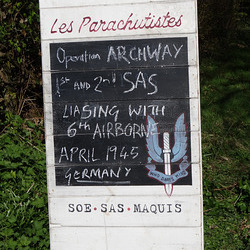 Les Parachutistes
Operation ARCHWAY
1st AND 2nd SAS
LIASING WITH
6th AIRBORNE
APRIL 1945
GERMANY
SOE•SAS•MAQUIS